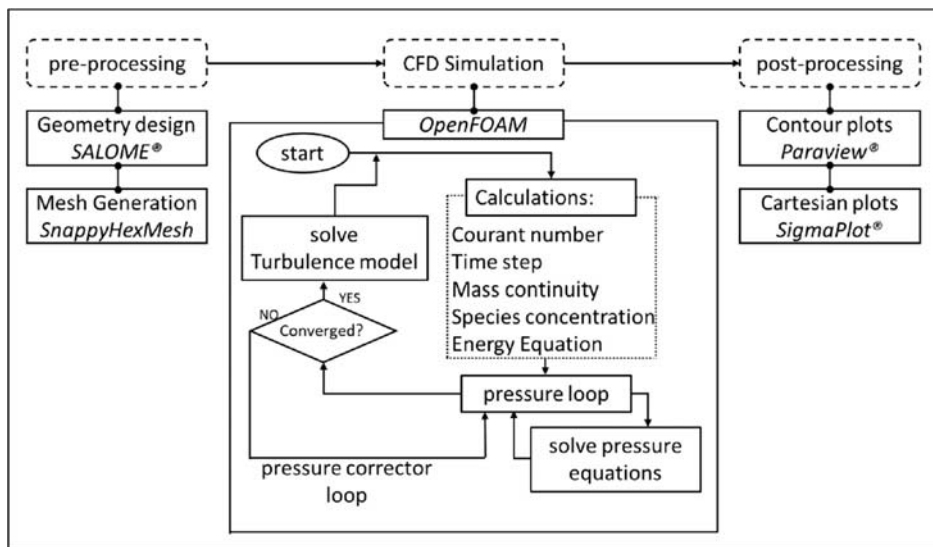 pre-processing
CFD Simulation
post-processing
Geometry design
SALOME®
Mesh Generation
SnappyHexMesh
OpenFOAM
start
Calculations:
Courant number
Time step
Mass continuity
Species concentration
Energy Equation
solve
Turbulence model
YES
NO
Converged?
pressure loop
solve pressure
equations
pressure corrector
loop
Contour plots
Paraview®
Cartesian plots
SigmaPlot®